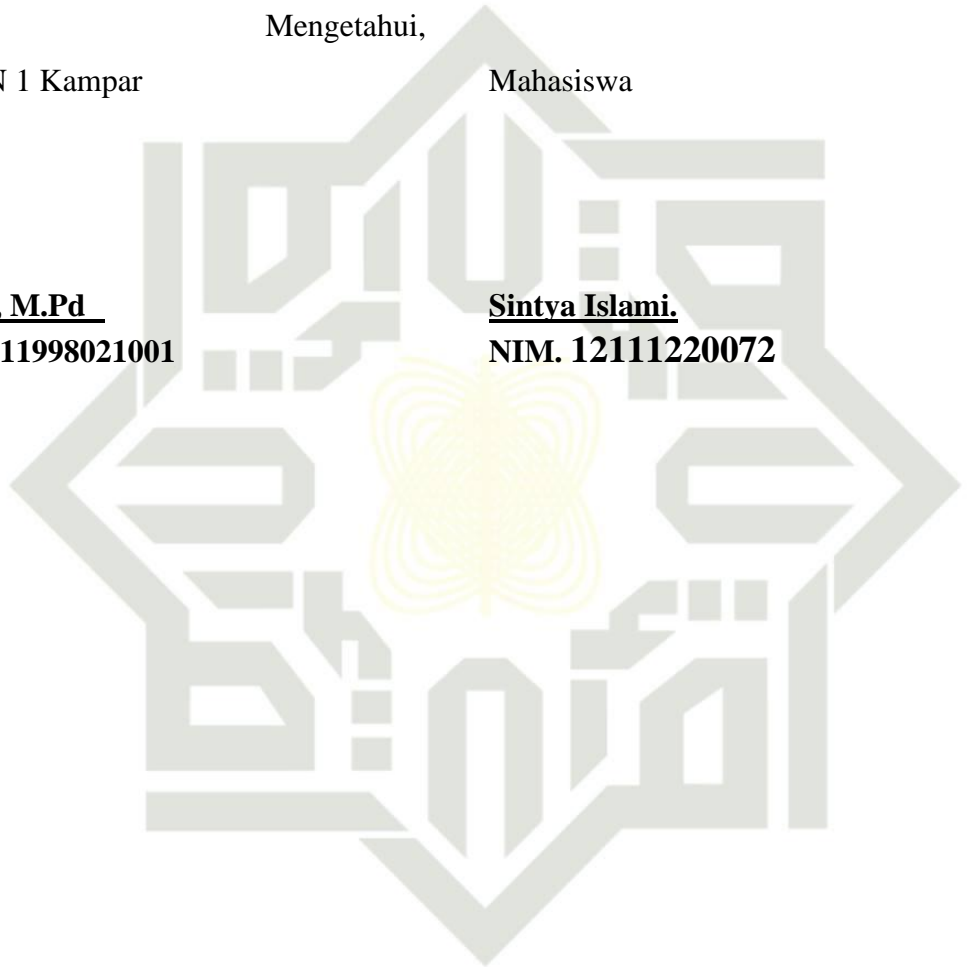 Mengetahui,
1 Kampar Mahasiswa
M.Pd Sintya Islami.
11998021001 NIM. 12111220072